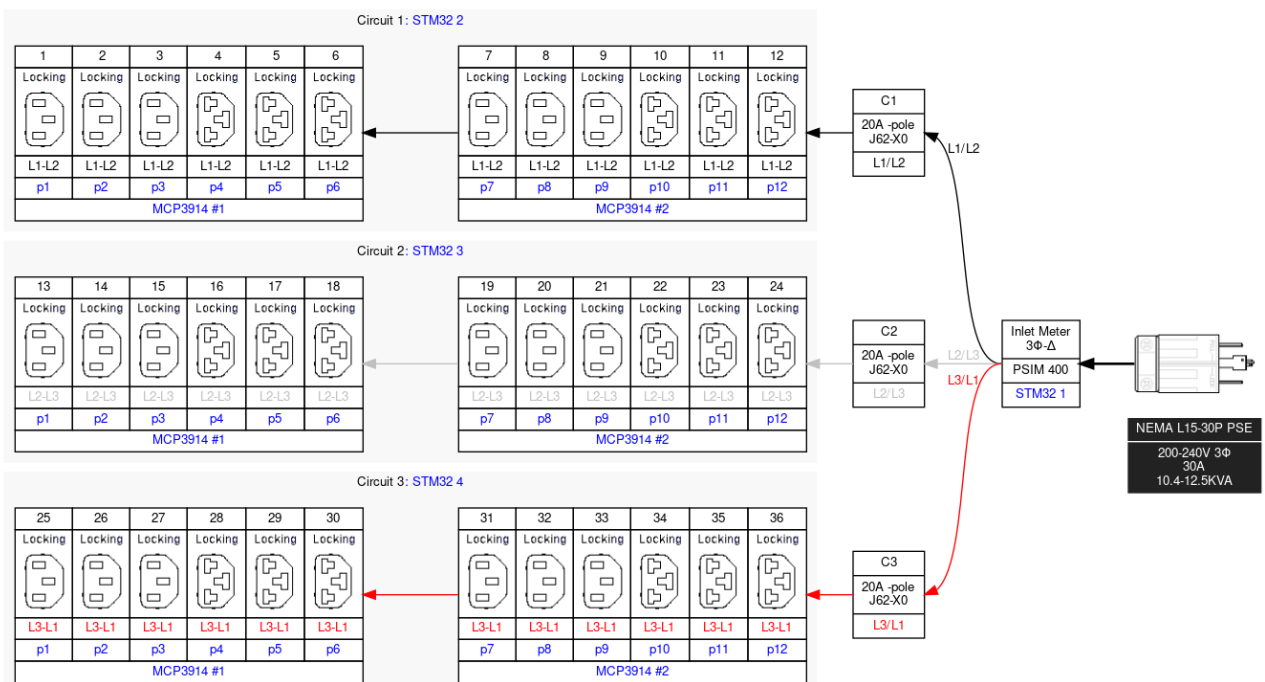 Circuit 1: STM32 2
1 2 3 4 5 6 7 8 9 10 11 12
Locking Locking Locking Locking Locking Locking Locking Locking Locking Locking Locking Locking
L1-L2 L1-L2 L1-L2 L1-L2 L1-L2 L1-L2 L1-L2 L1-L2 L1-L2 L1-L2 L1-L2 L1-L2
p1 p2 p3 p4 p5 p6 p7 p8 p9 p10 p11 p12
MCP3914 #1 MCP3914 #2
C1
20A -pole
J62-X0
L1/L2
L1/L2
Circuit 2: STM32 3
13 14 15 16 17 18 19 20 21 22 23 24
Locking Locking Locking Locking Locking Locking Locking Locking Locking Locking Locking Locking
L2-L3 L2-L3 L2-L3 L2-L3 L2-L3 L2-L3 L2-L3 L2-L3 L2-L3 L2-L3 L2-L3 L2-L3
p1 p2 p3 p4 p5 p6 p7 p8 p9 p10 p11 p12
MCP3914 #1 MCP3914 #2
C2
20A -pole
J62-X0
L2/L3
L2/L3
L3/L1
Inlet Meter
3Φ-Δ
PSIM 400
STM32 1
NEMA L15-30P PSE
200-240V 3Φ
30A
10.4-12.5KVA
Circuit 3: STM32 4
25 26 27 28 29 30 31 32 33 34 35 36
Locking Locking Locking Locking Locking Locking Locking Locking Locking Locking Locking Locking
L3-L1 L3-L1 L3-L1 L3-L1 L3-L1 L3-L1 L3-L1 L3-L1 L3-L1 L3-L1 L3-L1 L3-L1
p1 p2 p3 p4 p5 p6 p7 p8 p9 p10 p11 p12
MCP3914 #1 MCP3914 #2
C3
20A -pole
J62-X0
L3/L1